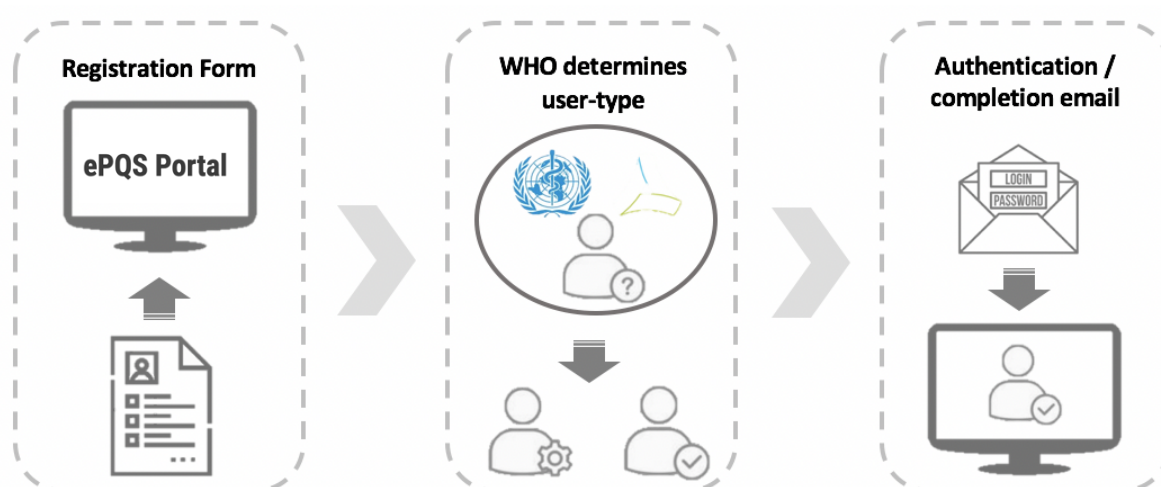 Registration Form
ePQS Portal
WHO determines
user-type
?
Authentication /
completion email
LOGIN
PASSWORD